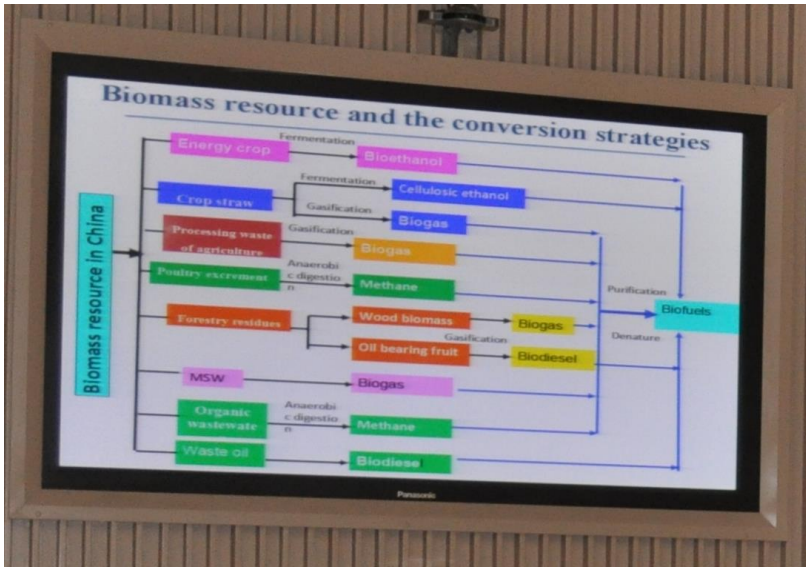 Biomass resource and the conversion strategies
Biomass resource in China
Energy crop
Fermentation
Bioethanol
Crop straw
Fermentation
Cellulosic ethanol
Gasification
Biogas
Processing waste
of agriculture
Gasification
Biogas
Poultry excrement
Anaerobi
c digestio
n
Methane
Forestry residues
Wood biomass
Biogas
Gasification
Oil bearing fruit
Biodiesel
MSW
Biogas
Organic
wastewate
Anaerobi
c digestio
n
Methane
Waste oil
Biodiesel
Purification
Biofuels
Denature
Panasonic